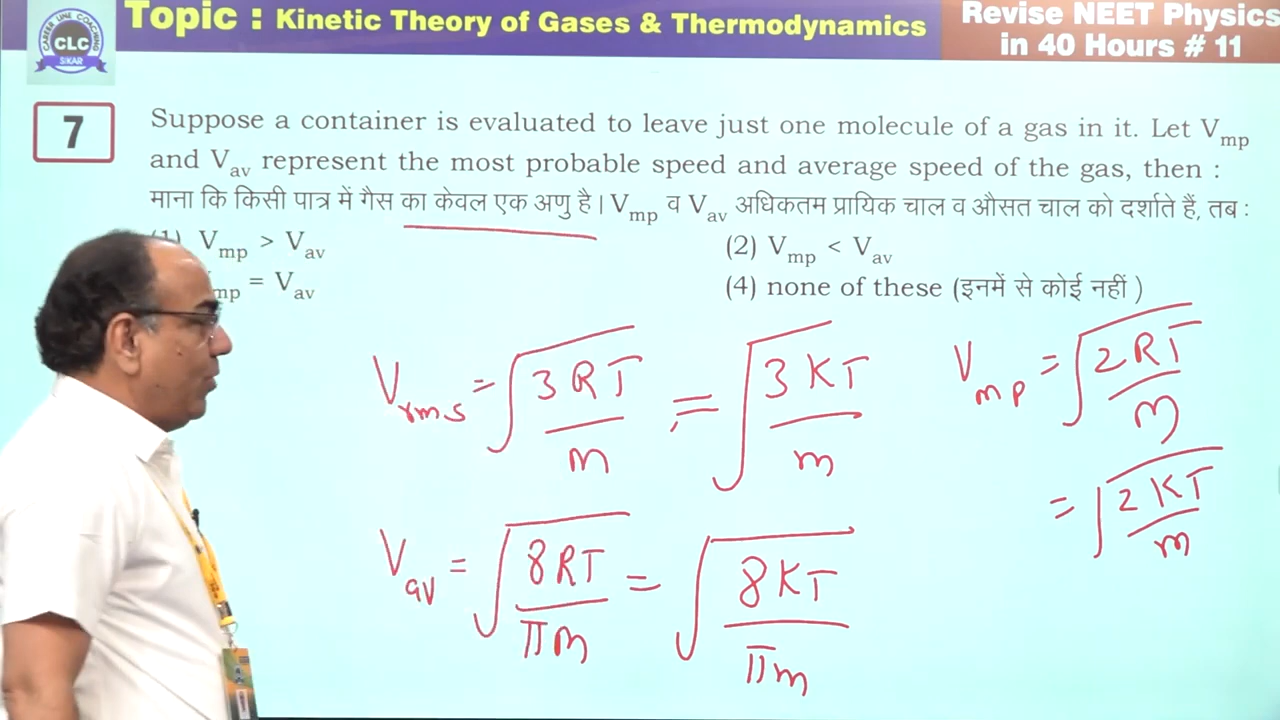 Topic : Kinetic Theory of Gases & Thermodynamics
Revise NEET Physics
in 40 Hours # 11
CAREER LINE COACHING
CLC
SIKAR
7
Suppose a container is evaluated to leave just one molecule of a gas in it. Let Vmp
and Vav represent the most probable speed and average speed of the gas, then :
माना कि किसी पात्र में गैस का केवल एक अणु है। Vmp व Vav अधिकतम प्रायिक चाल व औसत चाल को दर्शाते हैं, तब :
(1) Vmp > Vav (2) Vmp < Vav
mp = Vav (4) none of these (इनमें से कोई नहीं )
Vrms = √(3RT/m) = √(3KT/m)
Vmp = √(2RT/m)
= √(2KT/m)
Vav = √(8RT/πm) = √(8KT/πm)